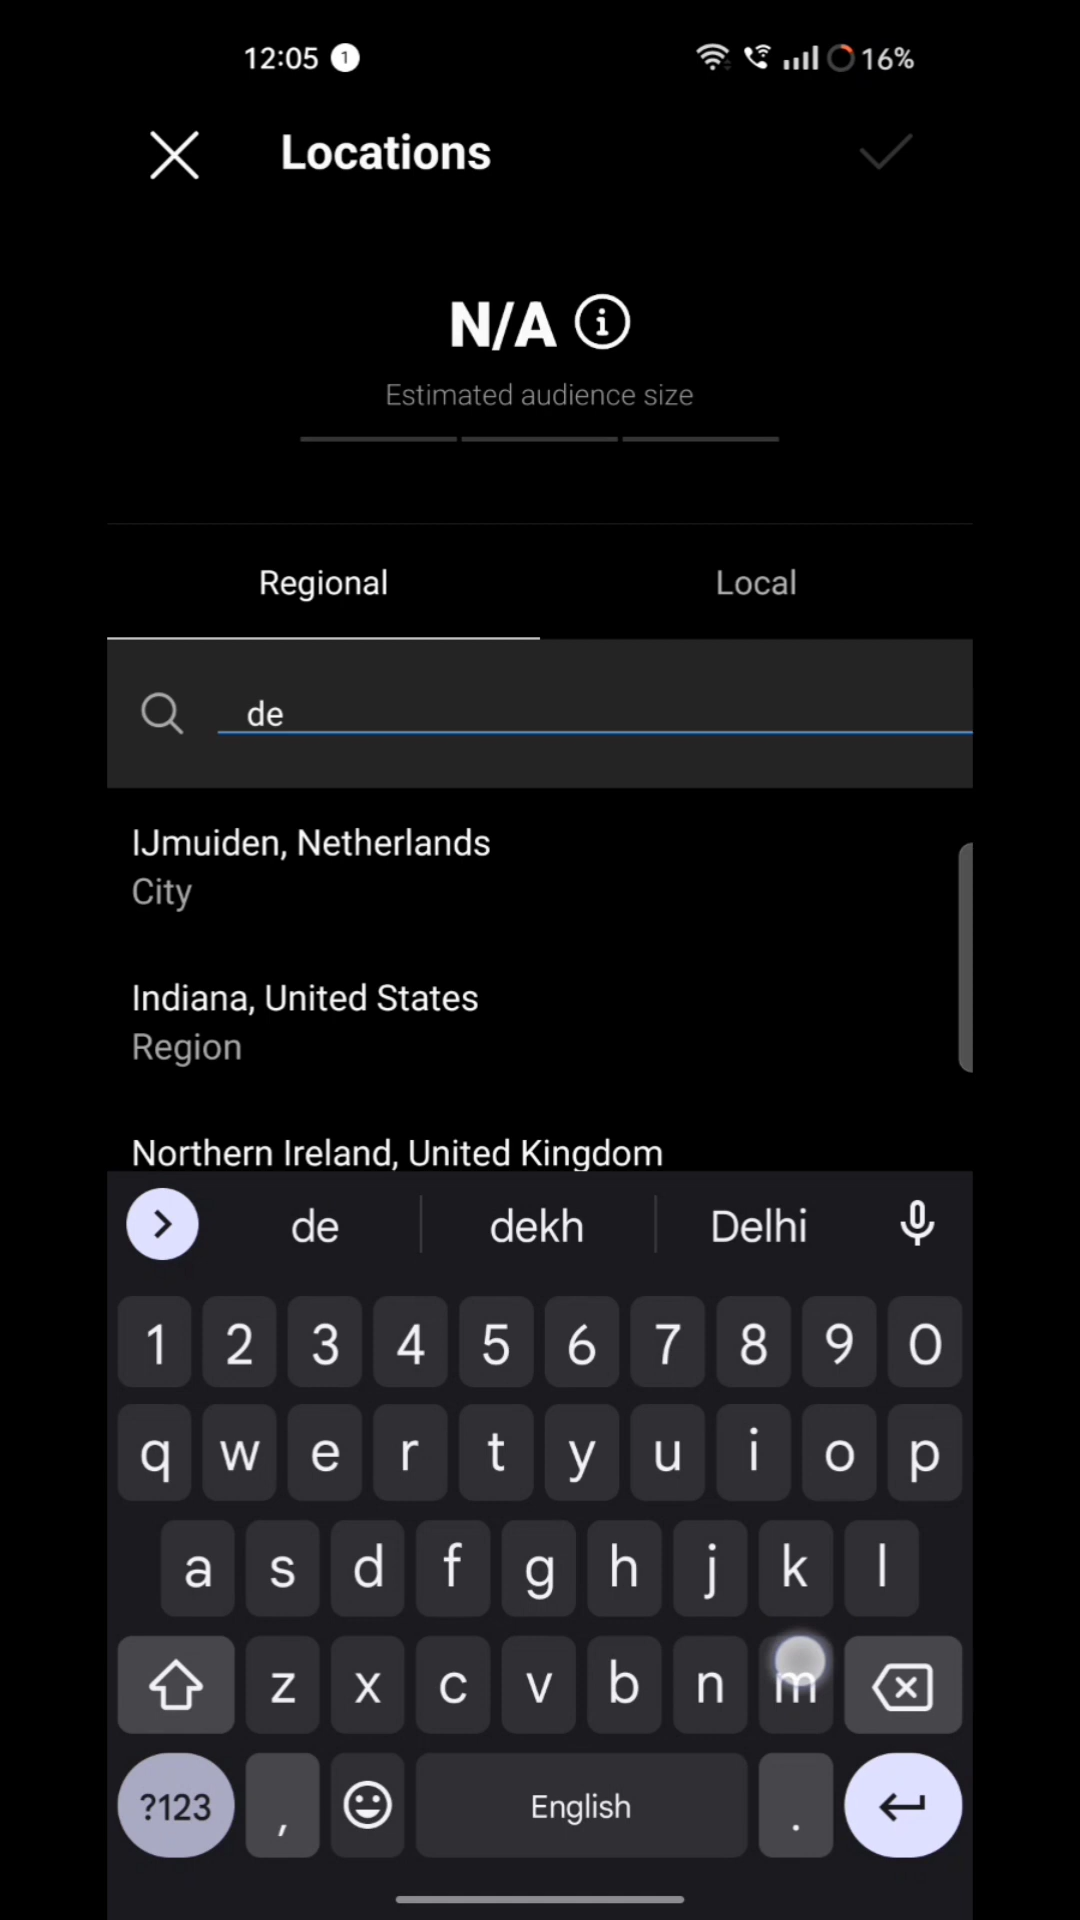 12:05 1 16%
Locations
N/A
Estimated audience size
Regional Local
de
IJmuiden, Netherlands
City
Indiana, United States
Region
Northern Ireland, United Kingdom
de dekh Delhi
1 2 3 4 5 6 7 8 9 0
q w e r t y u i o p
a s d f g h j k l
z x c v b n m
?123 , English .